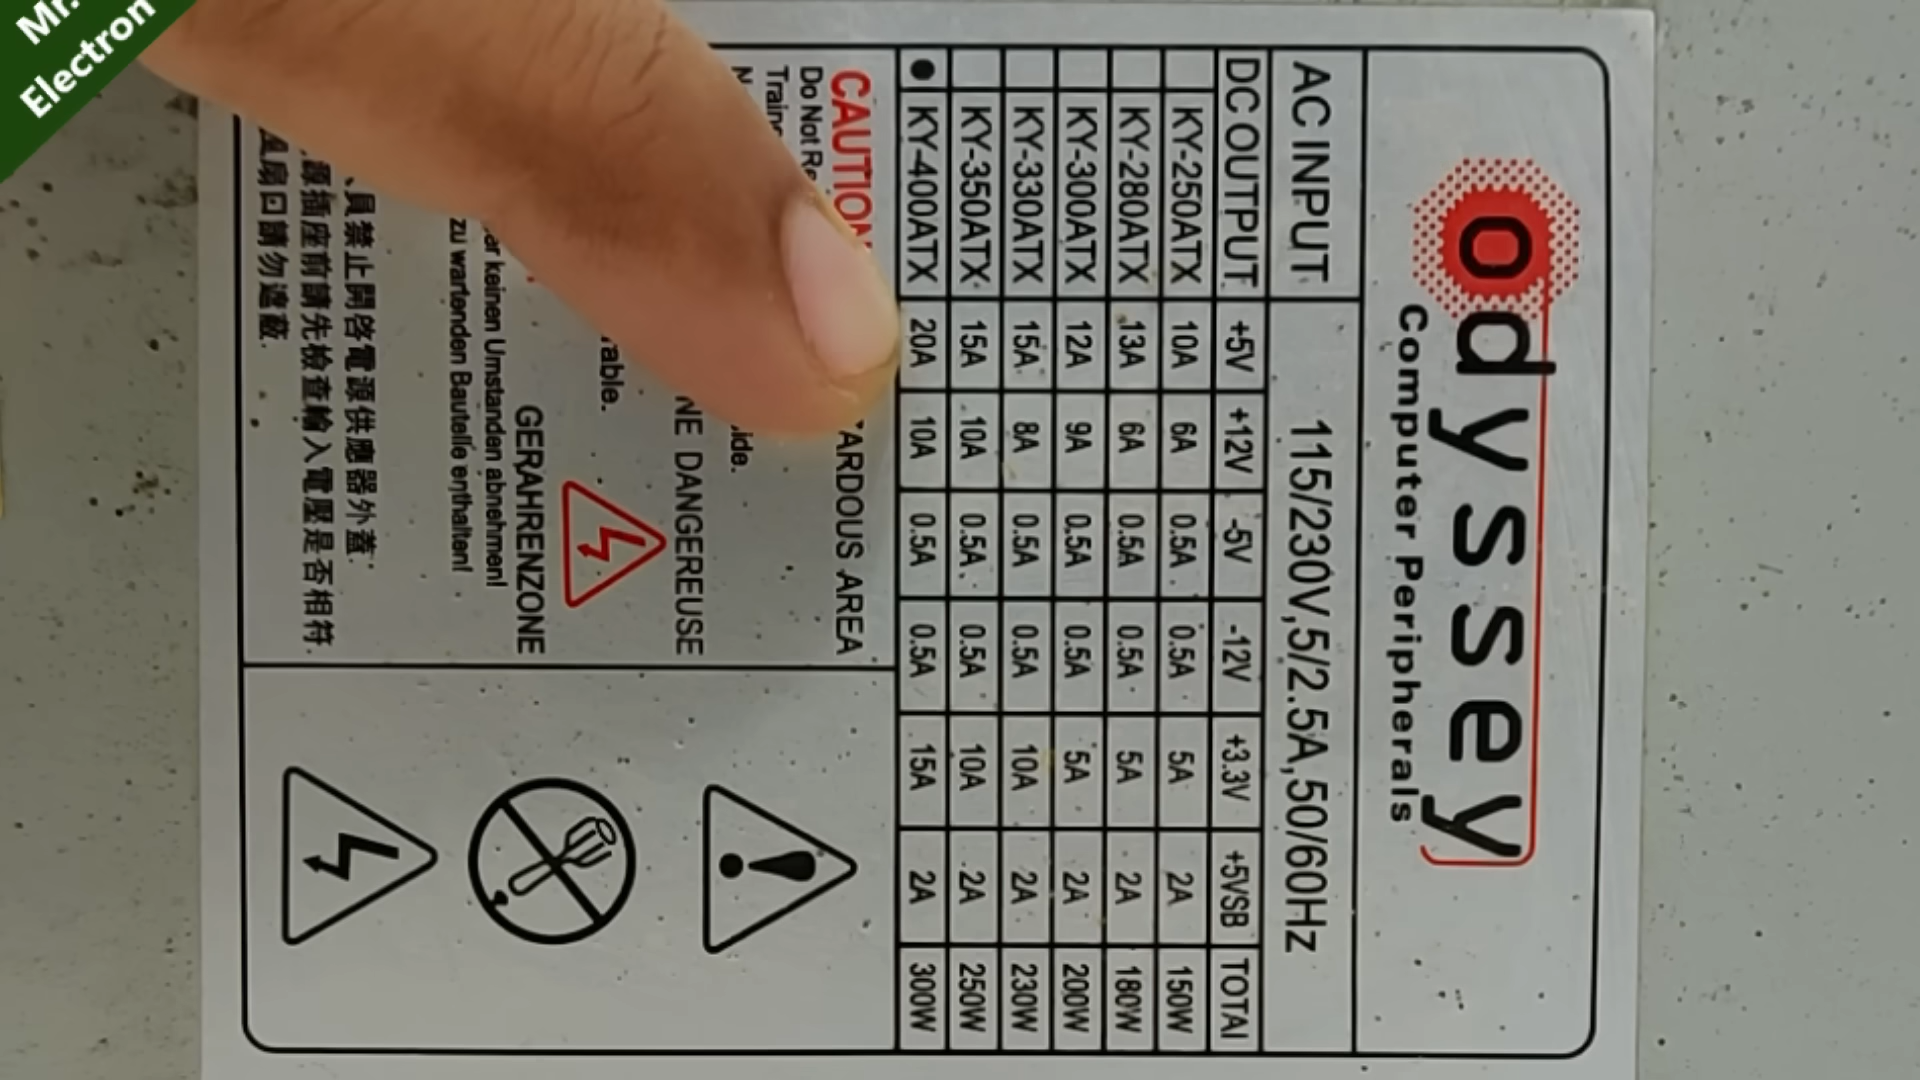 Mr.
Electron
odyssey
Computer Peripherals
AC INPUT 115/230V,5/2.5A,50/60Hz
DC OUTPUT +5V +12V -5V -12V +3.3V +5VSB TOTAl
KY-250ATX 10A 6A 0.5A 0.5A 5A 2A 150W
KY-280ATX 13A 6A 0.5A 0.5A 5A 2A 180W
KY-300ATX 12A 9A 0.5A 0.5A 5A 2A 200W
KY-330ATX 15A 8A 0.5A 0.5A 10A 2A 230W
KY-350ATX 15A 10A 0.5A 0.5A 10A 2A 250W
● KY-400ATX 20A 10A 0.5A 0.5A 15A 2A 300W
CAUTION ARDOUS AREA
Do Not Re
DANGEREUSE
GERAHRENZONE
keinen Umstanden abnehmen!
zu wartenden Bauteile enthalten!
員禁止開啓電源供應器外蓋.
源插座前請先檢查輸入電壓是否相符.
風扇回請勿遮蔽.